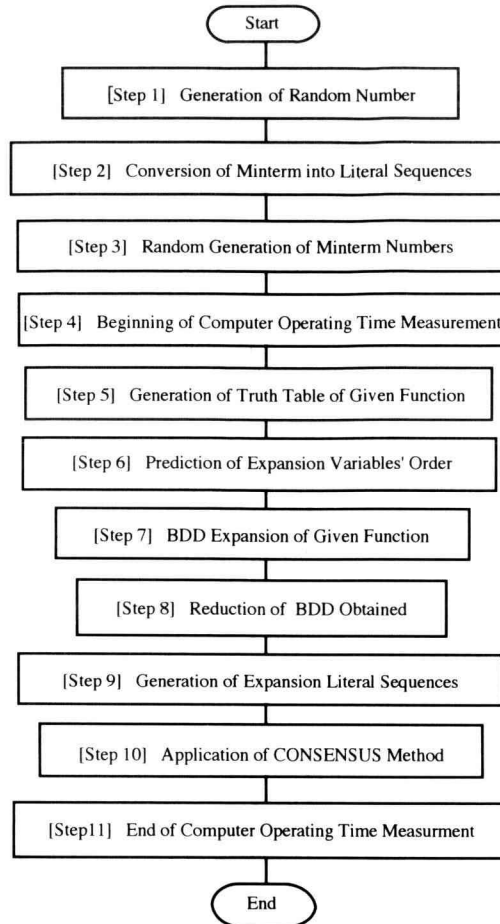 Start
[Step 1] Generation of Random Number
[Step 2] Conversion of Minterm into Literal Sequences
[Step 3] Random Generation of Minterm Numbers
[Step 4] Beginning of Computer Operating Time Measurement
[Step 5] Generation of Truth Table of Given Function
[Step 6] Prediction of Expansion Variables' Order
[Step 7] BDD Expansion of Given Function
[Step 8] Reduction of BDD Obtained
[Step 9] Generation of Expansion Literal Sequences
[Step 10] Application of CONSENSUS Method
[Step11] End of Computer Operating Time Measurment
End